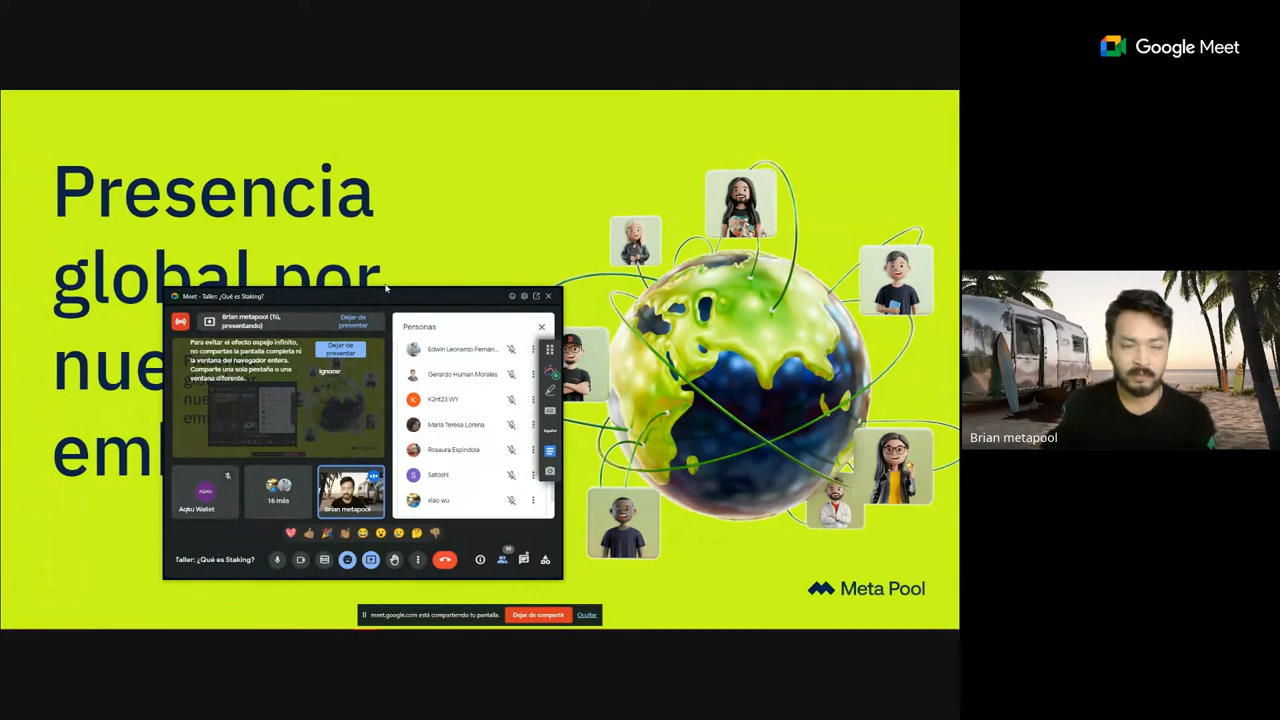 Google Meet
Presencia
global por
nue
emb
Meet - Taller: ¿Qué es Staking?
Brian metapool (Tú, presentando)
Dejar de presentar
Para evitar el efecto espejo infinito,
no compartas la pantalla completa ni
la ventana del navegador entera.
Comparte una sola pestaña o una
ventana diferente.
Dejar de presentar
Ignorar
Personas
Edwin Leonardo Fernán...
Gerardo Human Morales
K
K2nt23 WY
Maria Teresa Lorena
Rosaura Espindola
S
Satoshi
xiao wu
Español
AQKU
Aqku Wallet
16 más
Brian metapool
Taller: ¿Qué es Staking?
19
Meta Pool
meet.google.com está compartiendo tu pantalla.
Dejar de compartir
Ocultar
Brian metapool